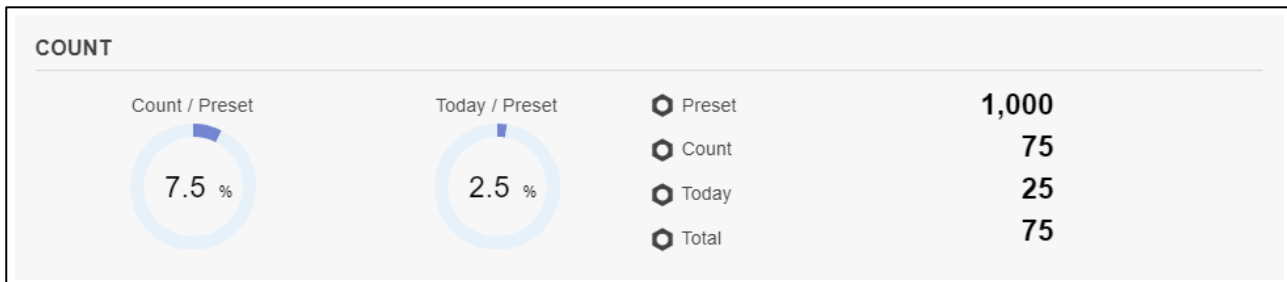 COUNT
Count / Preset
7.5 %
Today / Preset
2.5 %
Preset 1,000
Count 75
Today 25
Total 75